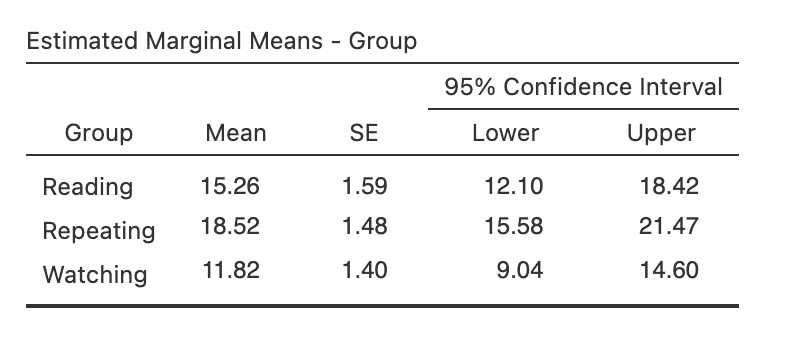 Estimated Marginal Means - Group
95% Confidence Interval
Group Mean SE Lower Upper
Reading 15.26 1.59 12.10 18.42
Repeating 18.52 1.48 15.58 21.47
Watching 11.82 1.40 9.04 14.60